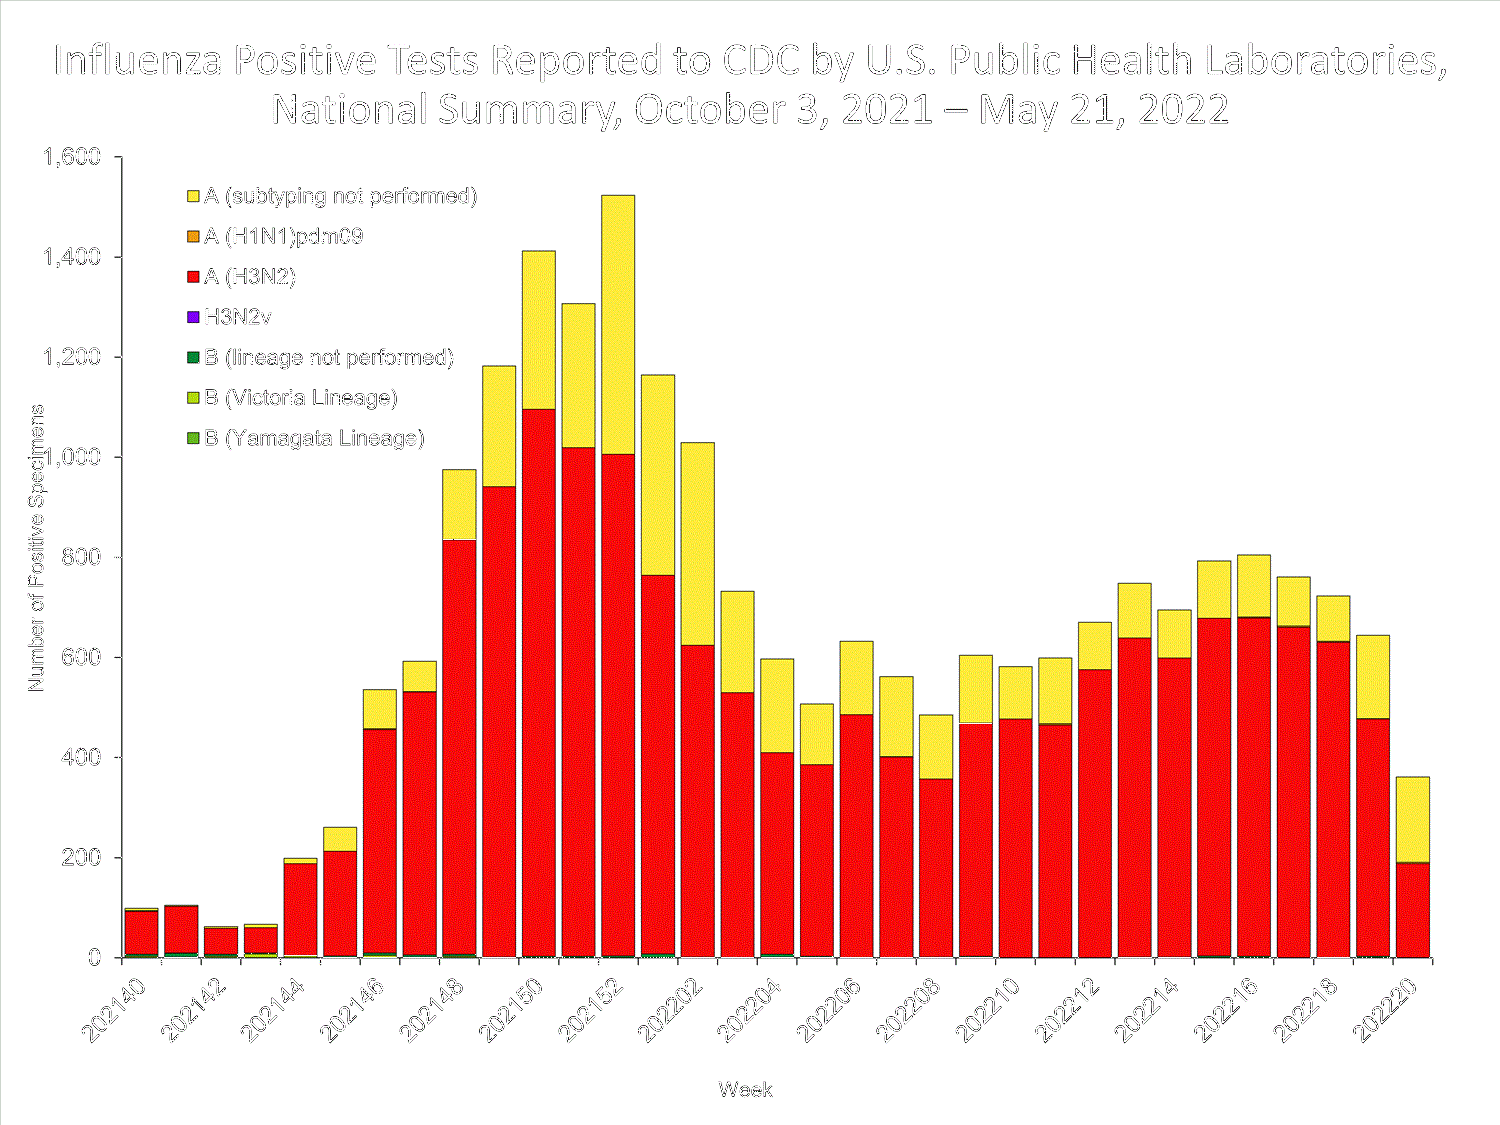 Influenza Positive Tests Reported to CDC by U.S. Public Health Laboratories,
National Summary, October 3, 2021 – May 21, 2022
1,600
1,400
1,200
1,000
800
600
400
200
0
Number of Positive Specimens
A (subtyping not performed)
A (H1N1)pdm09
A (H3N2)
H3N2v
B (lineage not performed)
B (Victoria Lineage)
B (Yamagata Lineage)
202140
202142
202144
202146
202148
202150
202152
202202
202204
202206
202208
202210
202212
202214
202216
202218
202220
Week